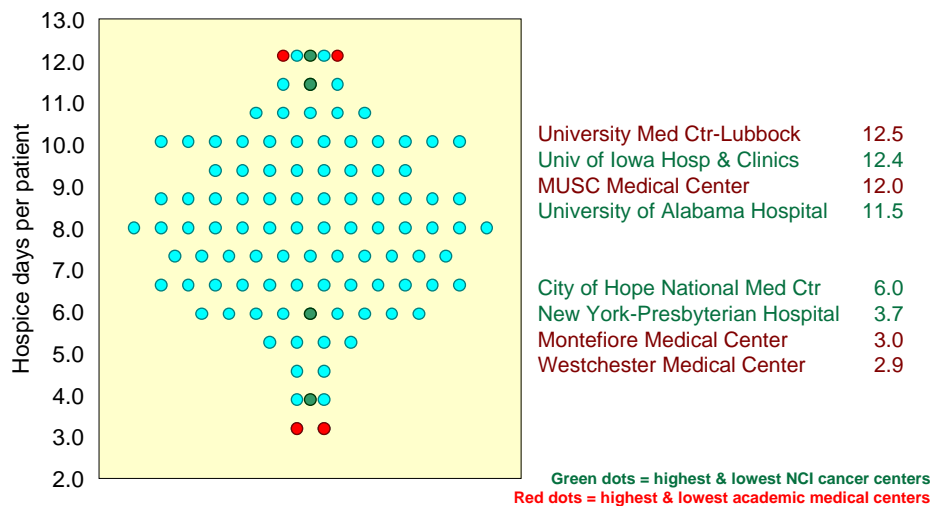 Hospice days per patient
13.0
12.0
11.0
10.0
9.0
8.0
7.0
6.0
5.0
4.0
3.0
2.0
University Med Ctr-Lubbock 12.5
Univ of Iowa Hosp & Clinics 12.4
MUSC Medical Center 12.0
University of Alabama Hospital 11.5
City of Hope National Med Ctr 6.0
New York-Presbyterian Hospital 3.7
Montefiore Medical Center 3.0
Westchester Medical Center 2.9
Green dots = highest & lowest NCI cancer centers
Red dots = highest & lowest academic medical centers